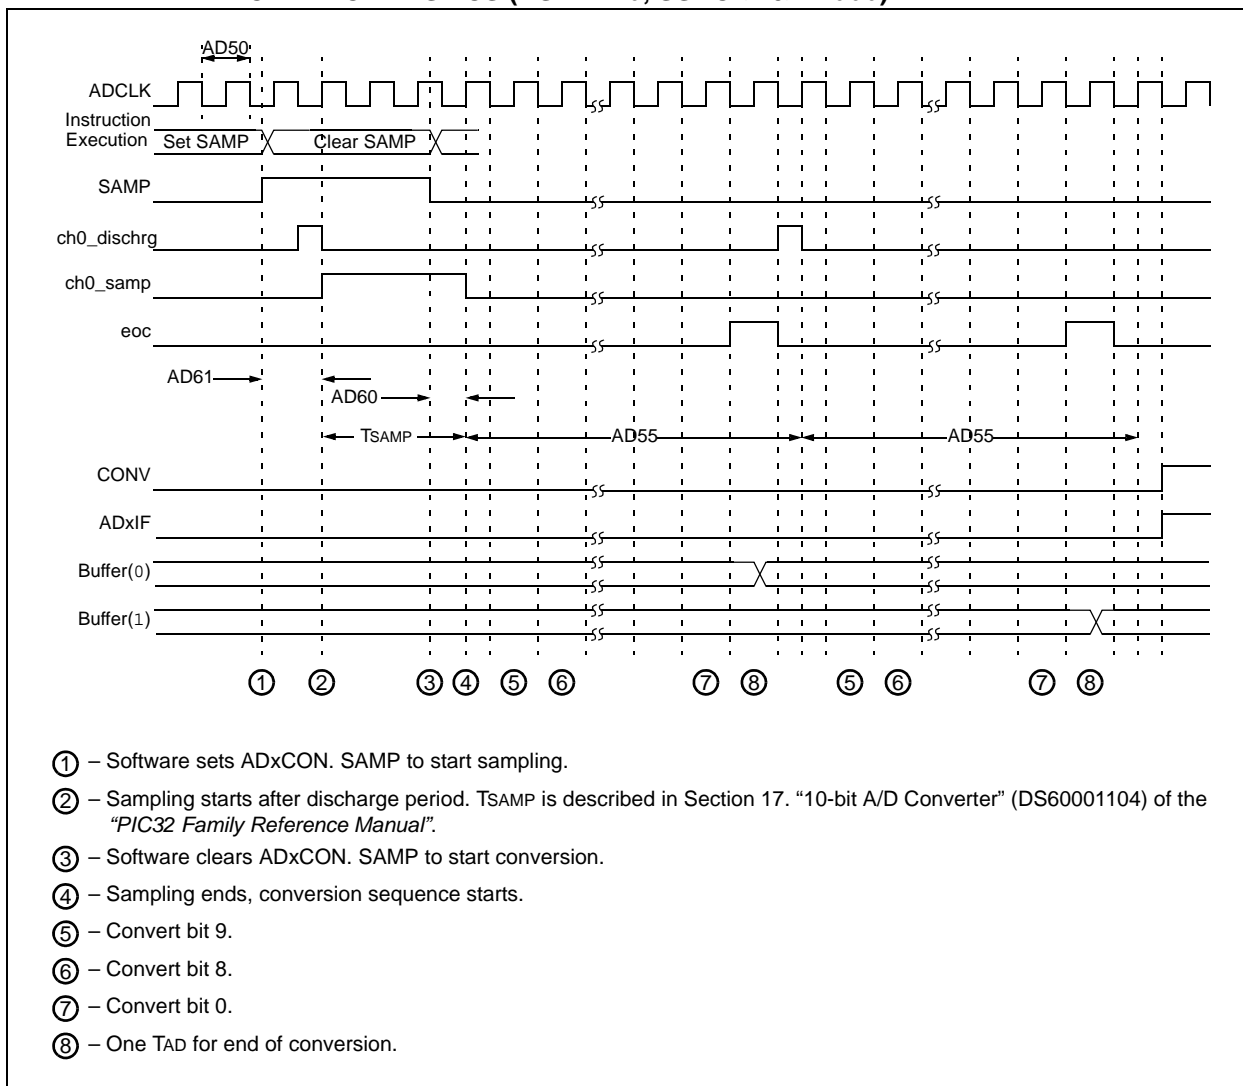 AD50
ADCLK
Instruction
Execution
Set SAMP
Clear SAMP
SAMP
ch0_dischrg
ch0_samp
eoc
AD61
AD60
TSAMP
AD55
AD55
CONV
ADxIF
Buffer(0)
Buffer(1)
1 2 3 4 5 6 7 8 5 6 7 8
1 – Software sets ADxCON. SAMP to start sampling.
2 – Sampling starts after discharge period. TSAMP is described in Section 17. “10-bit A/D Converter” (DS60001104) of the
“PIC32 Family Reference Manual”.
3 – Software clears ADxCON. SAMP to start conversion.
4 – Sampling ends, conversion sequence starts.
5 – Convert bit 9.
6 – Convert bit 8.
7 – Convert bit 0.
8 – One TAD for end of conversion.